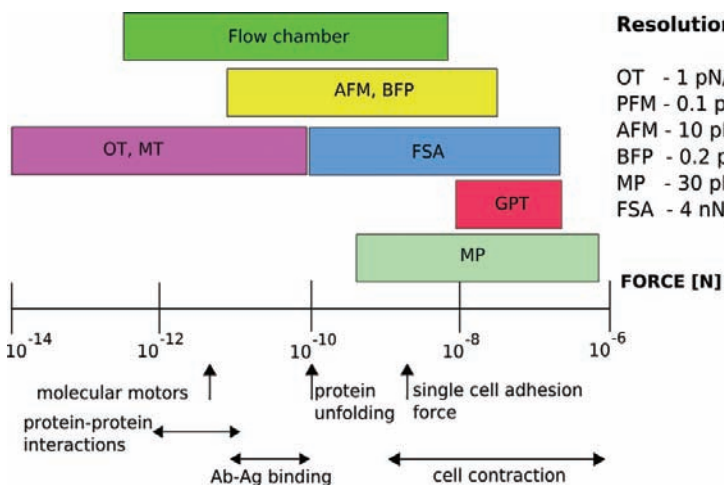 Flow chamber
Resolution
AFM, BFP
OT - 1 pN/
PFM - 0.1 p
AFM - 10 p
BFP - 0.2 p
MP - 30 p
FSA - 4 nN
OT, MT
FSA
GPT
MP
FORCE [N]
10^-14
10^-12
10^-10
10^-8
10^-6
molecular motors
protein
unfolding
single cell adhesion
force
protein-protein
interactions
Ab-Ag binding
cell contraction